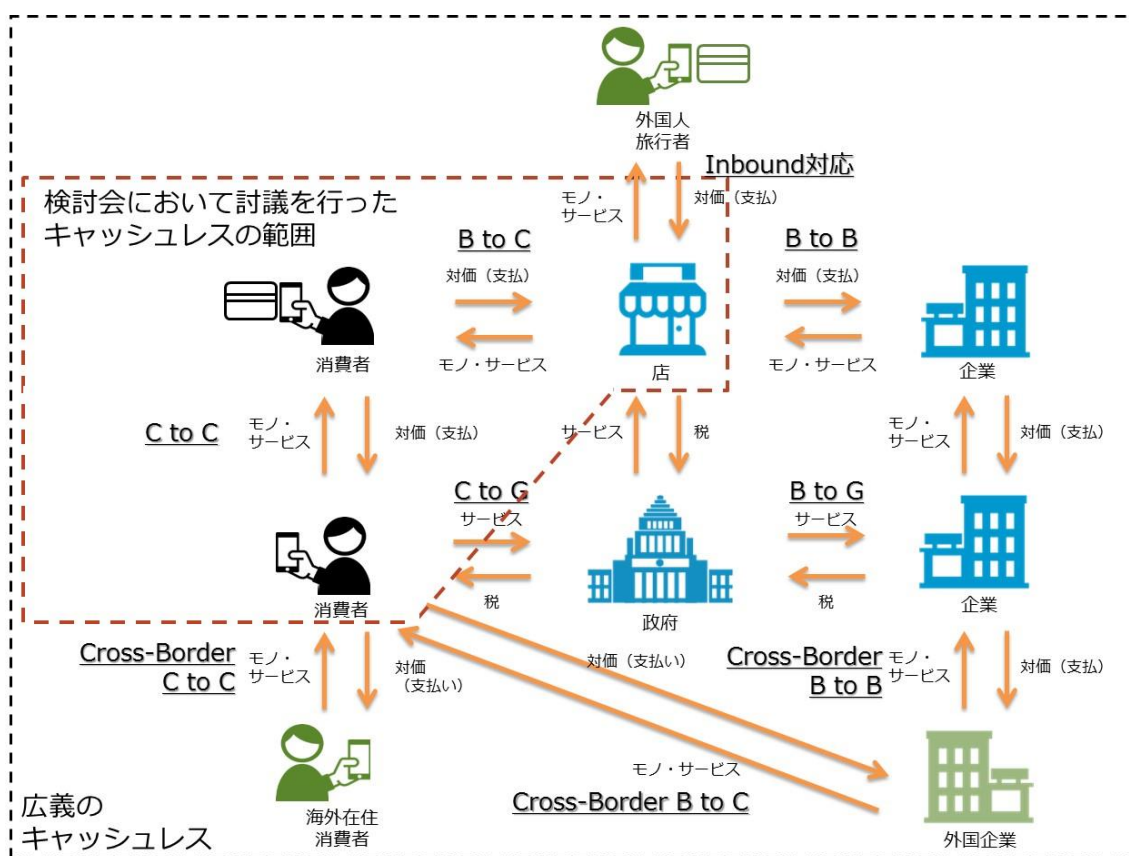 外国人
旅行者
Inbound対応
モノ・
サービス
対価（支払）
検討会において討議を行った
キャッシュレスの範囲
B to C
対価（支払）
モノ・サービス
B to B
対価（支払）
モノ・サービス
消費者
店
企業
C to C
モノ・
サービス
対価（支払）
サービス
税
モノ・
サービス
対価（支払）
C to G
サービス
税
B to G
サービス
税
消費者
政府
企業
Cross-Border
C to C
モノ・
サービス
対価
（支払い）
対価（支払い）
Cross-Border
B to B
モノ・
サービス
対価（支払）
モノ・サービス
Cross-Border B to C
海外在住
消費者
外国企業
広義の
キャッシュレス